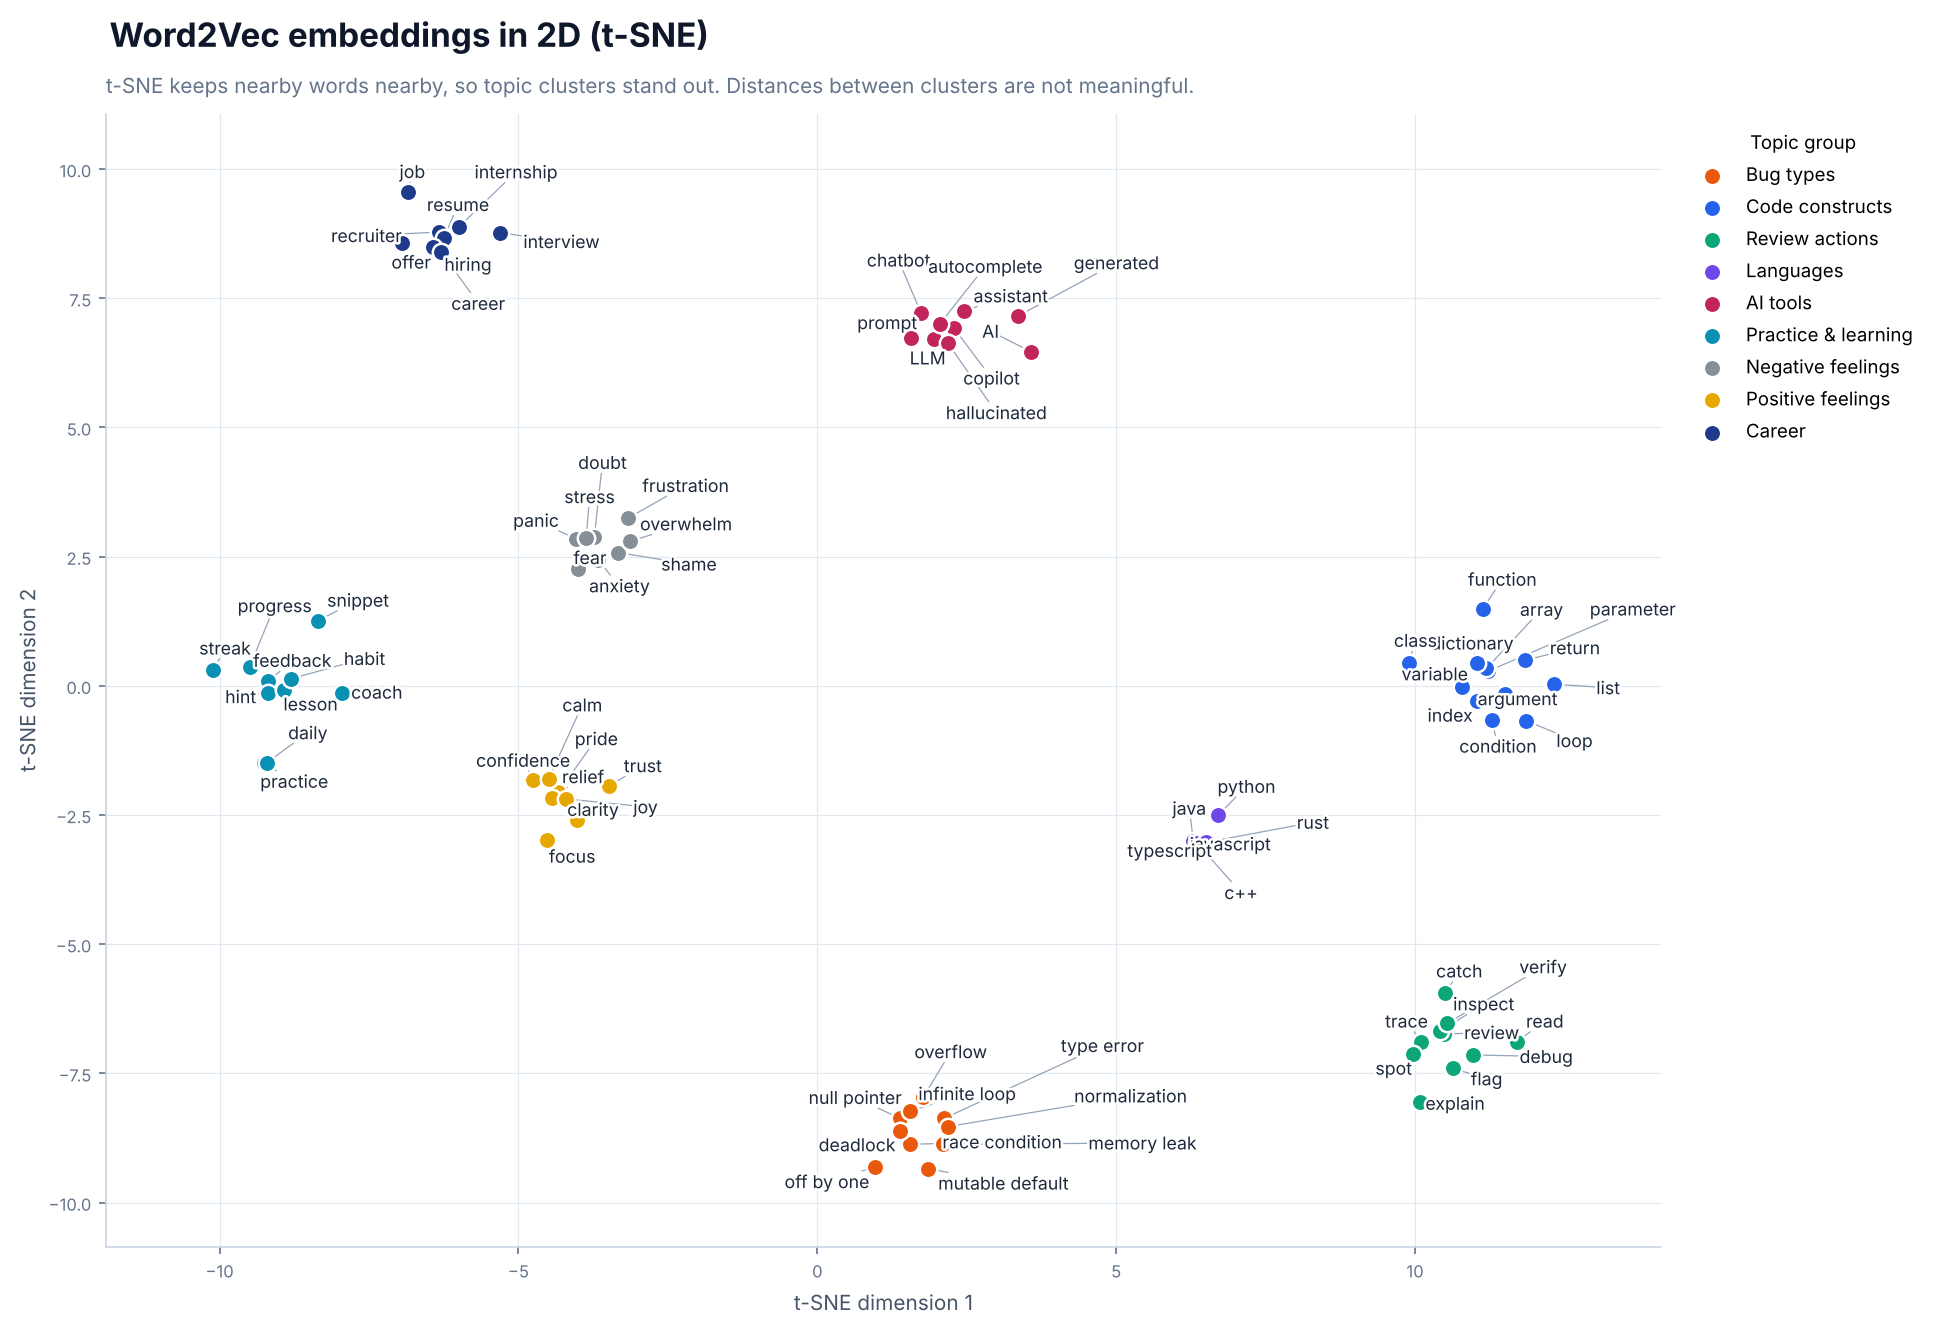 Word2Vec embeddings in 2D (t-SNE)
t-SNE keeps nearby words nearby, so topic clusters stand out. Distances between clusters are not meaningful.
Topic group
Bug types
Code constructs
Review actions
Languages
AI tools
Practice & learning
Negative feelings
Positive feelings
Career
t-SNE dimension 2
10.0
7.5
5.0
2.5
0.0
−2.5
−5.0
−7.5
−10.0
job
internship
resume
recruiter
interview
offer
hiring
career
chatbot
autocomplete
generated
assistant
prompt
AI
LLM
copilot
hallucinated
doubt
stress
frustration
panic
overwhelm
fear
shame
anxiety
progress
snippet
streak
feedback
habit
hint
lesson
coach
daily
practice
calm
pride
confidence
relief
trust
clarity
joy
focus
function
array
parameter
class
return
variable
list
argument
index
condition
loop
python
java
rust
typescript
c++
catch
verify
inspect
trace
review
read
spot
debug
flag
explain
overflow
type error
null pointer
infinite loop
normalization
deadlock
race condition
memory leak
off by one
mutable default
−10
−5
0
5
10
t-SNE dimension 1